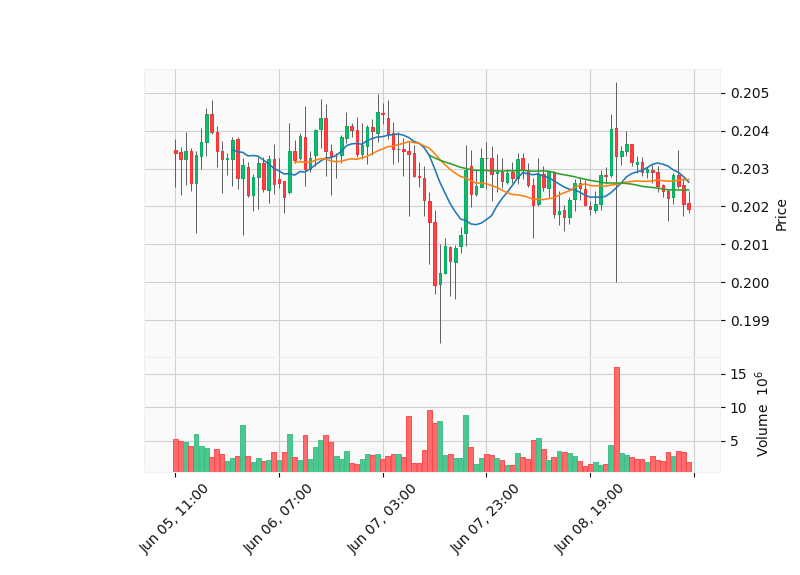 0.205
0.204
0.203
0.202
0.201
0.200
0.199
Price
15
10
5
Volume 10^6
Jun 05, 11:00
Jun 06, 07:00
Jun 07, 03:00
Jun 07, 23:00
Jun 08, 19:00